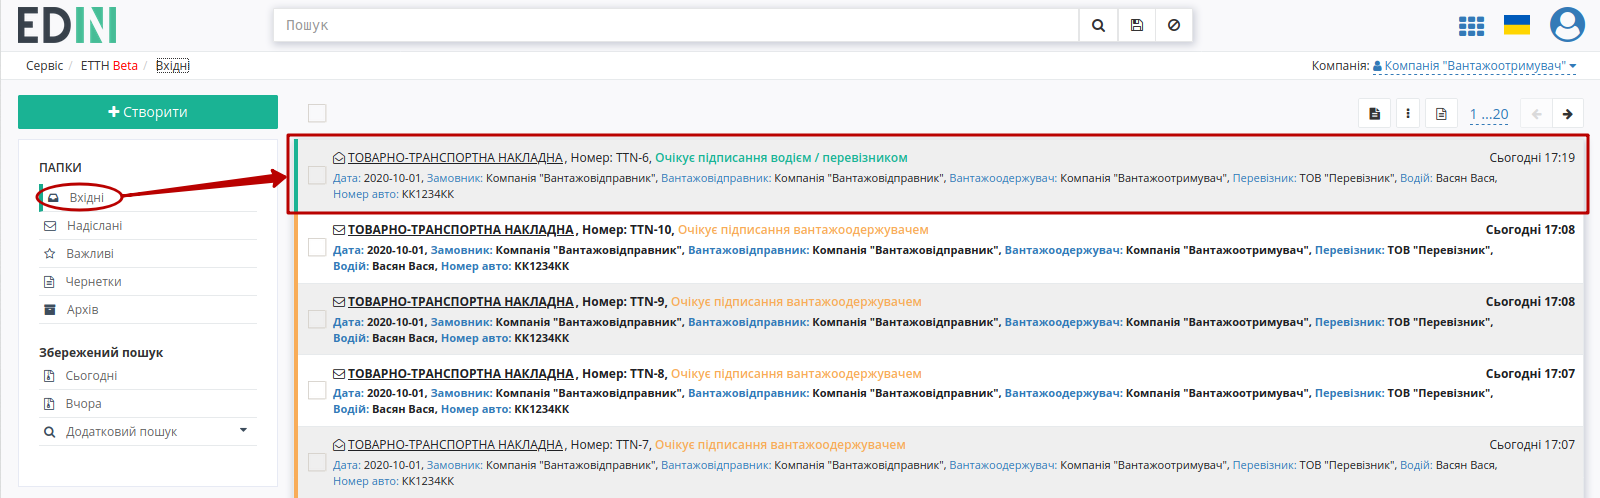 EDIN
Пошук
Сервіс / ЕТТН Beta / Вхідні
Компанія: Компанія "Вантажоотримувач"
Створити
1 ...20
ПАПКИ
Вхідні
Надіслані
Важливі
Чернетки
Архів
Збережений пошук
Сьогодні
Вчора
Додатковий пошук
ТОВАРНО-ТРАНСПОРТНА НАКЛАДНА , Номер: TTN-6, Очікує підписання водієм / перевізником Сьогодні 17:19
Дата: 2020-10-01, Замовник: Компанія "Вантажовідправник", Вантажовідправник: Компанія "Вантажовідправник", Вантажоодержувач: Компанія "Вантажоотримувач", Перевізник: ТОВ "Перевізник", Водій: Васян Вася,
Номер авто: КК1234КК
ТОВАРНО-ТРАНСПОРТНА НАКЛАДНА , Номер: TTN-10, Очікує підписання вантажоодержувачем Сьогодні 17:08
Дата: 2020-10-01, Замовник: Компанія "Вантажовідправник", Вантажовідправник: Компанія "Вантажовідправник", Вантажоодержувач: Компанія "Вантажоотримувач", Перевізник: ТОВ "Перевізник",
Водій: Васян Вася, Номер авто: КК1234КК
ТОВАРНО-ТРАНСПОРТНА НАКЛАДНА , Номер: TTN-9, Очікує підписання вантажоодержувачем Сьогодні 17:08
Дата: 2020-10-01, Замовник: Компанія "Вантажовідправник", Вантажовідправник: Компанія "Вантажовідправник", Вантажоодержувач: Компанія "Вантажоотримувач", Перевізник: ТОВ "Перевізник",
Водій: Васян Вася, Номер авто: КК1234КК
ТОВАРНО-ТРАНСПОРТНА НАКЛАДНА , Номер: TTN-8, Очікує підписання вантажоодержувачем Сьогодні 17:07
Дата: 2020-10-01, Замовник: Компанія "Вантажовідправник", Вантажовідправник: Компанія "Вантажовідправник", Вантажоодержувач: Компанія "Вантажоотримувач", Перевізник: ТОВ "Перевізник",
Водій: Васян Вася, Номер авто: КК1234КК
ТОВАРНО-ТРАНСПОРТНА НАКЛАДНА , Номер: TTN-7, Очікує підписання вантажоодержувачем Сьогодні 17:07
Дата: 2020-10-01, Замовник: Компанія "Вантажовідправник", Вантажовідправник: Компанія "Вантажовідправник", Вантажоодержувач: Компанія "Вантажоотримувач", Перевізник: ТОВ "Перевізник", Водій: Васян Вася,
Номер авто: КК1234КК